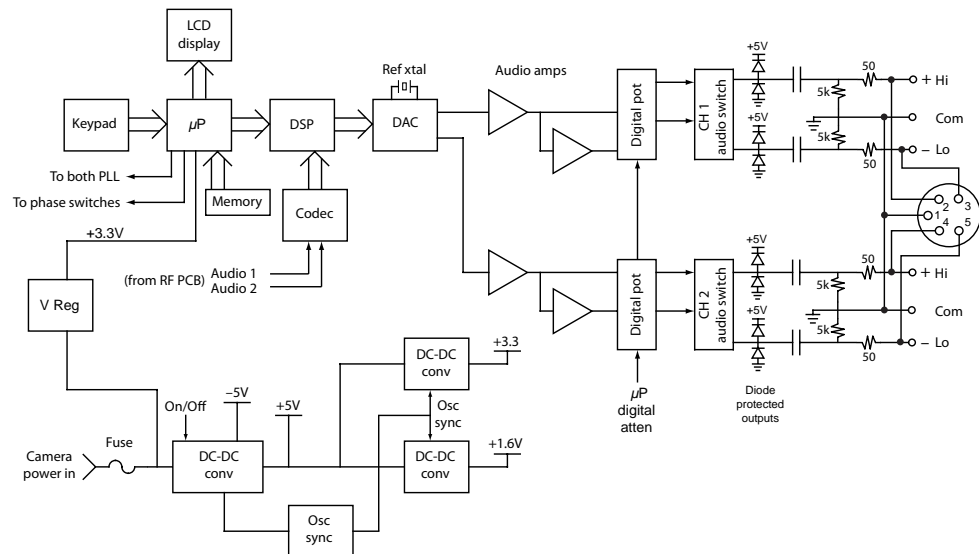 LCD
display
Keypad
µP
DSP
Ref xtal
DAC
Audio amps
Digital pot
CH 1
audio switch
+5V
+5V
5k
5k
50
50
+ Hi
Com
– Lo
To both PLL
To phase switches
Memory
Codec
+3.3V
(from RF PCB)
Audio 1
Audio 2
V Reg
2
3
1
4
5
Digital pot
CH 2
audio switch
+5V
+5V
5k
5k
50
50
+ Hi
Com
– Lo
µP
digital
atten
Diode
protected
outputs
Camera
power in
Fuse
On/Off
–5V
+5V
DC-DC
conv
DC-DC
conv
+3.3
Osc
sync
DC-DC
conv
+1.6V
Osc
sync